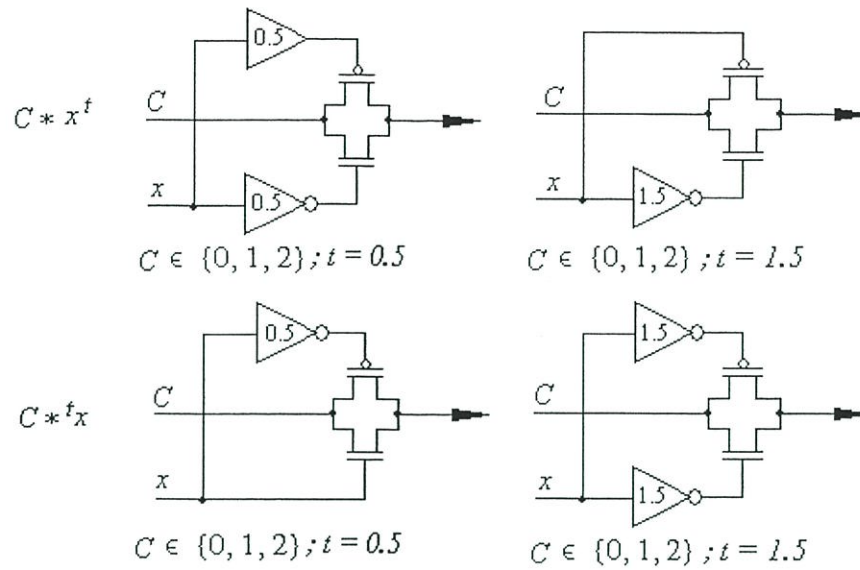 0.5
C * x^t
C
x
0.5
C ∈ {0, 1, 2} ; t = 0.5
C
x
1.5
C ∈ {0, 1, 2} ; t = 1.5
0.5
C * ^t x
C
x
C ∈ {0, 1, 2} ; t = 0.5
1.5
C
x
1.5
C ∈ {0, 1, 2} ; t = 1.5